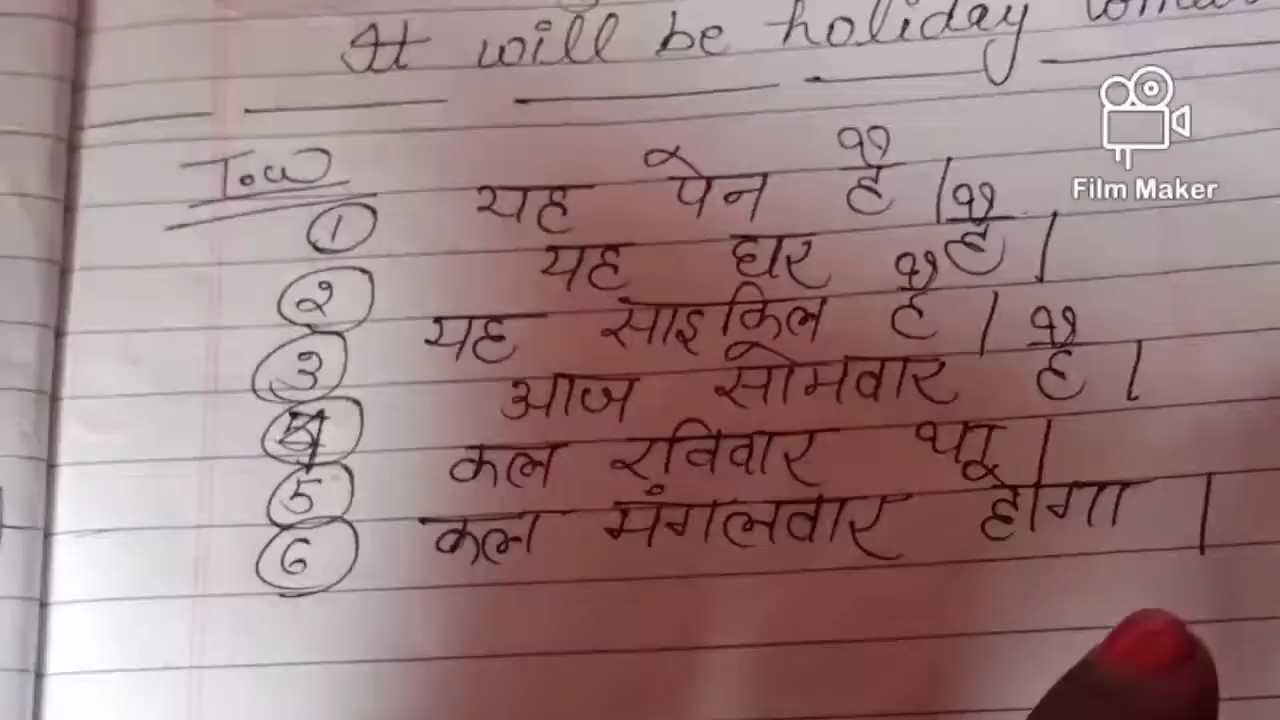 It will be holiday
Film Maker
T.W
① यह पेन है ।
② यह घर है ।
③ यह साइकिल है ।
④ आज सोमवार है ।
⑤ कल रविवार था ।
⑥ कल मंगलवार होगा ।